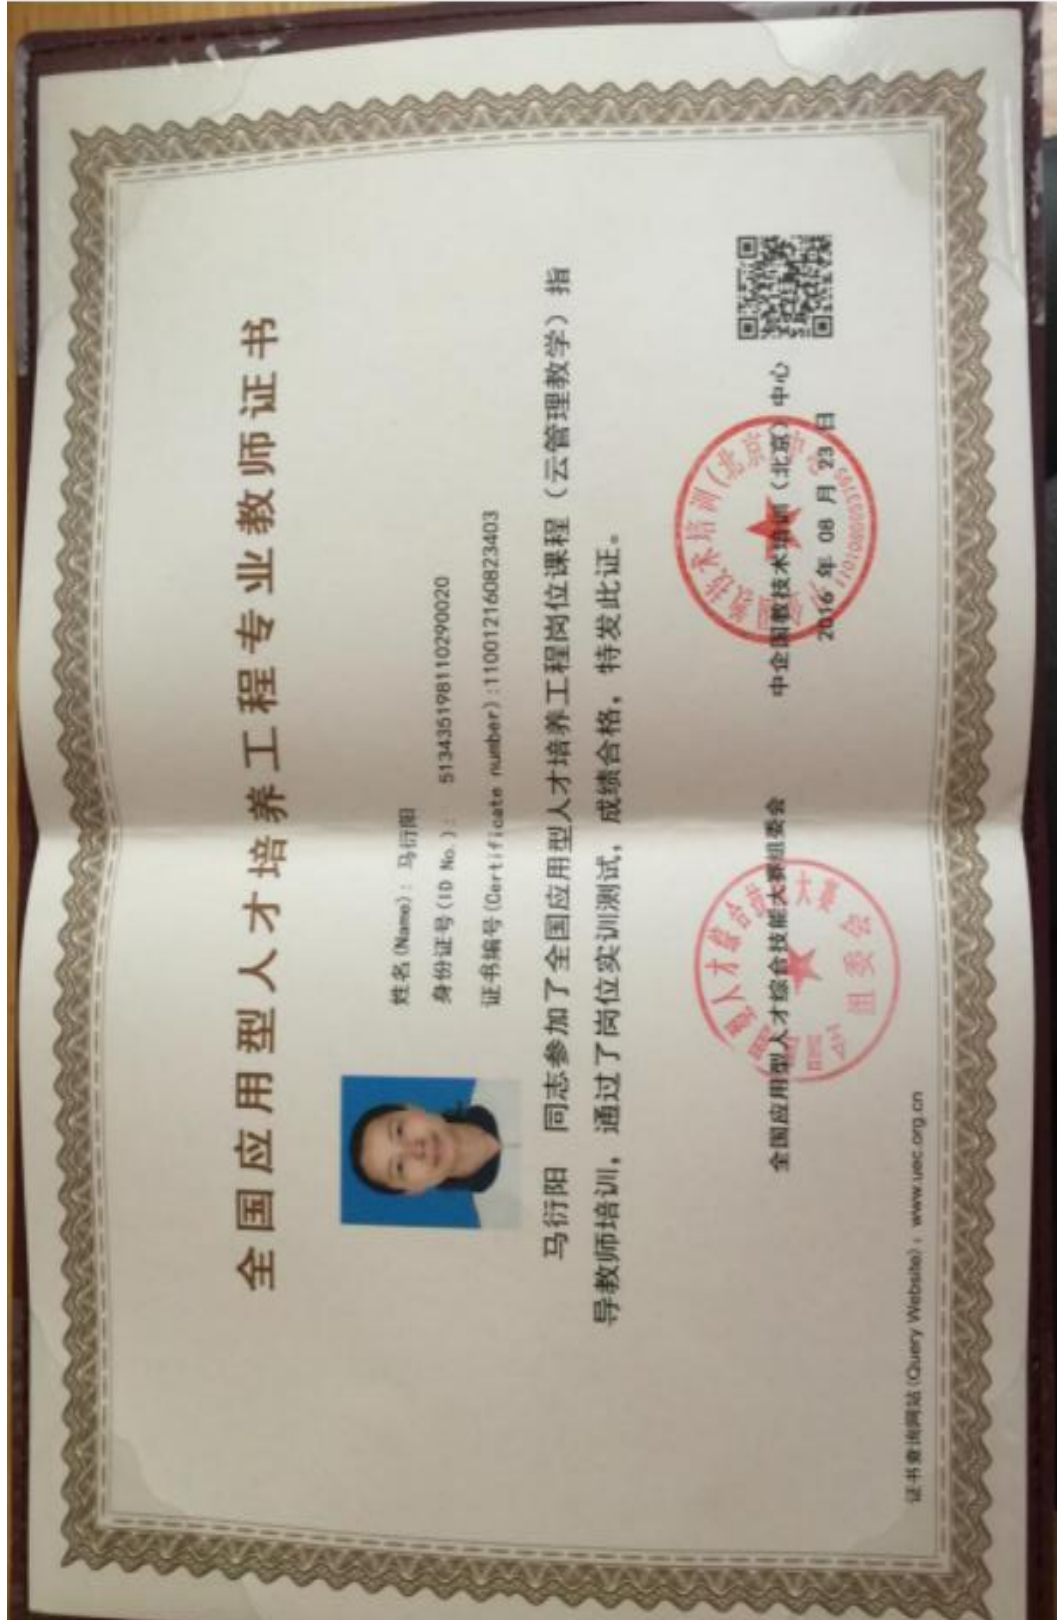 全国应用型人才培养工程专业教师证书
姓名(Name): 马衍阳
身份证号(ID No.): 513435198110290020
证书编号(Certificate number):110012160823403
马衍阳 同志参加了全国应用型人才培养工程岗位课程（云管理教学）指
导教师培训，通过了岗位实训测试，成绩合格，特发此证。
全国应用型人才综合技能大赛组委会
中企国教技术培训（北京）中心
2016 年 08 月 23 日
证书查询网站(Query Website): www.uec.org.cn